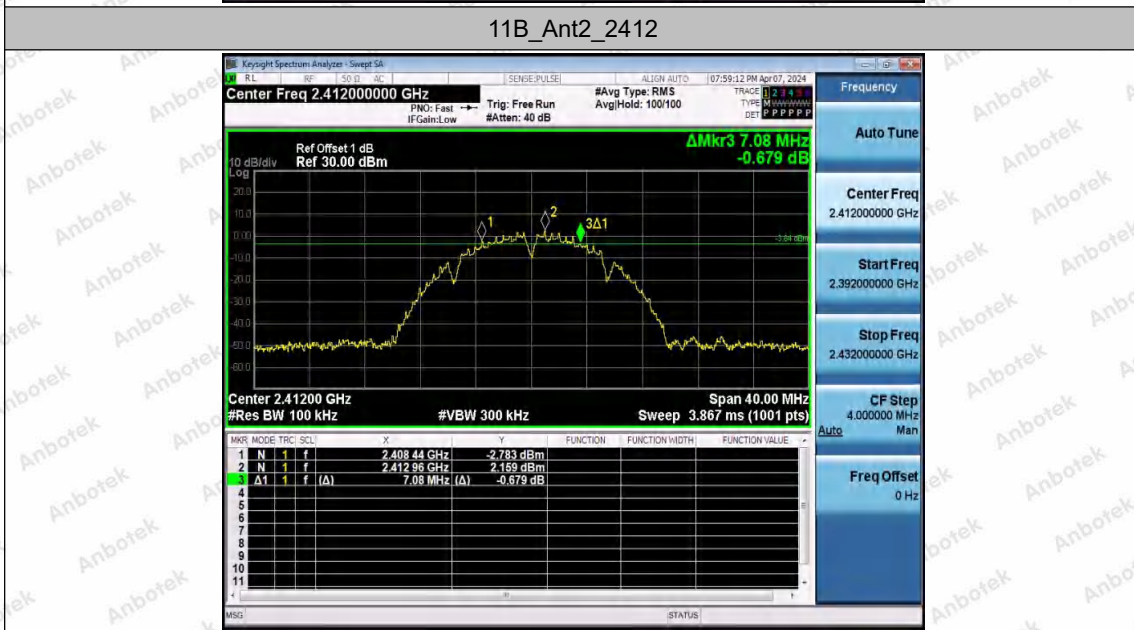 11B_Ant2_2412
Keysight Spectrum Analyzer - Swept SA
RL RF 50 Ω AC SENSE:PULSE ALIGN AUTO 07:59:12 PM Apr 07, 2024
Center Freq 2.412000000 GHz
PNO: Fast
IFGain:Low
Trig: Free Run
#Atten: 40 dB
#Avg Type: RMS
Avg|Hold: 100/100
TRACE 1 2 3 4 5 6
TYPE M W W W W W
DET P P P P P P
Frequency
Auto Tune
Center Freq
2.412000000 GHz
Start Freq
2.392000000 GHz
Stop Freq
2.432000000 GHz
CF Step
4.000000 MHz
Auto Man
Freq Offset
0 Hz
ΔMkr3 7.08 MHz
-0.679 dB
Ref Offset 1 dB
10 dB/div Ref 30.00 dBm
Log
20.0
10.0
0.00
-10.0
-20.0
-30.0
-40.0
-50.0
-60.0
1
2
3Δ1
-3.84 dBm
Center 2.41200 GHz Span 40.00 MHz
#Res BW 100 kHz #VBW 300 kHz Sweep 3.867 ms (1001 pts)
MKR MODE TRC SCL X Y FUNCTION FUNCTION WIDTH FUNCTION VALUE
1 N 1 f 2.408 44 GHz -2.783 dBm
2 N 1 f 2.412 96 GHz 2.159 dBm
3 Δ1 1 f (Δ) 7.08 MHz (Δ) -0.679 dB
4
5
6
7
8
9
10
11
MSG STATUS
Anbotek